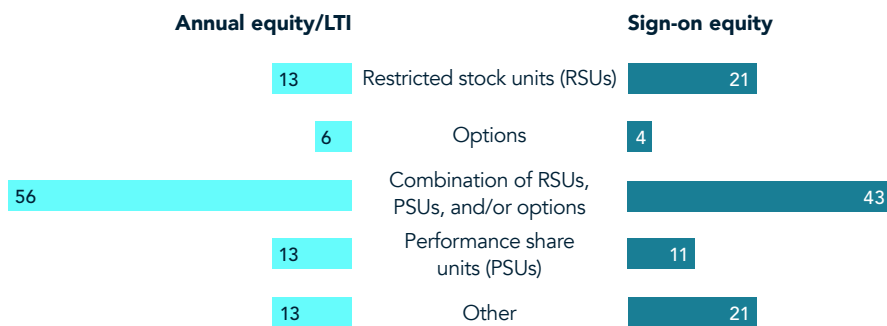 Annual equity/LTI
Sign-on equity
13
Restricted stock units (RSUs)
21
6
Options
4
56
Combination of RSUs,
PSUs, and/or options
43
13
Performance share
units (PSUs)
11
13
Other
21